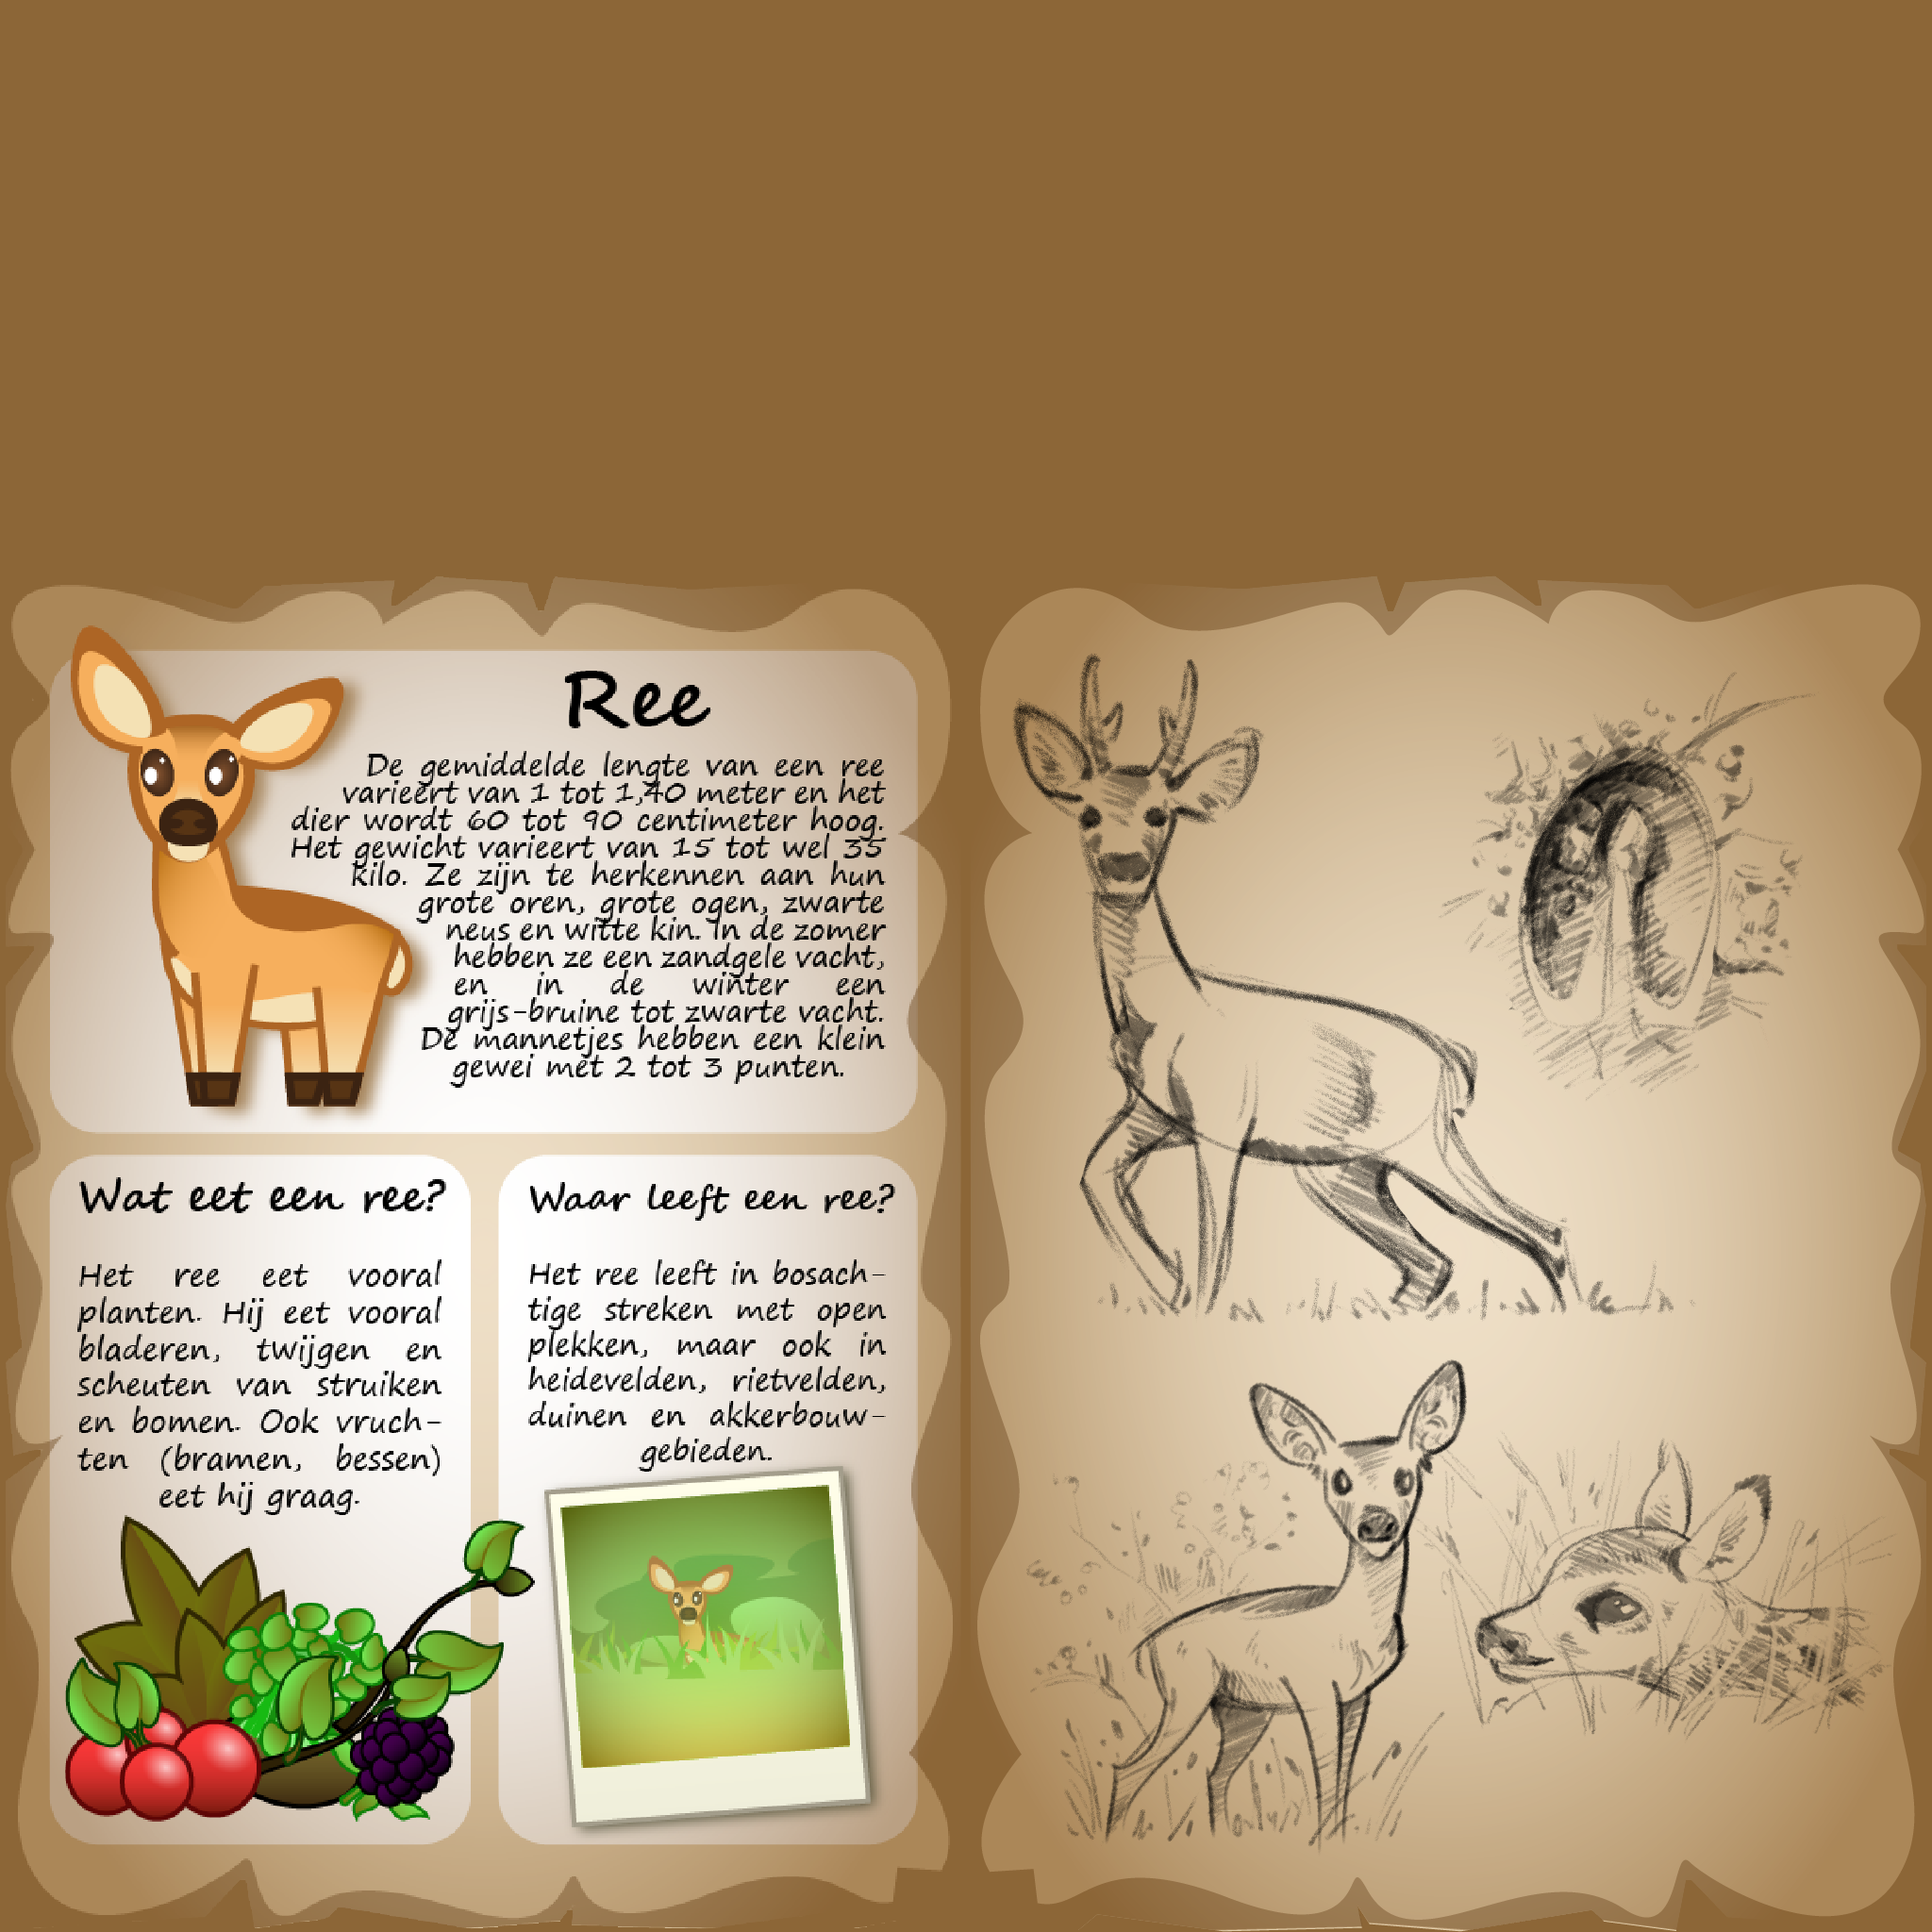 Ree
De gemiddelde lengte van een ree
varieert van 1 tot 1,40 meter en het
dier wordt 60 tot 90 centimeter hoog.
Het gewicht varieert van 15 tot wel 35
kilo. Ze zijn te herkennen aan hun
grote oren, grote ogen, zwarte
neus en witte kin. In de zomer
hebben ze een zandgele vacht,
en in de winter een
grijs-bruine tot zwarte vacht.
De mannetjes hebben een klein
gewei met 2 tot 3 punten.
Wat eet een ree?
Het ree eet vooral
planten. Hij eet vooral
bladeren, twijgen en
scheuten van struiken
en bomen. Ook vruch-
ten (bramen, bessen)
eet hij graag.
Waar leeft een ree?
Het ree leeft in bosach-
tige streken met open
plekken, maar ook in
heidevelden, rietvelden,
duinen en akkerbouw-
gebieden.